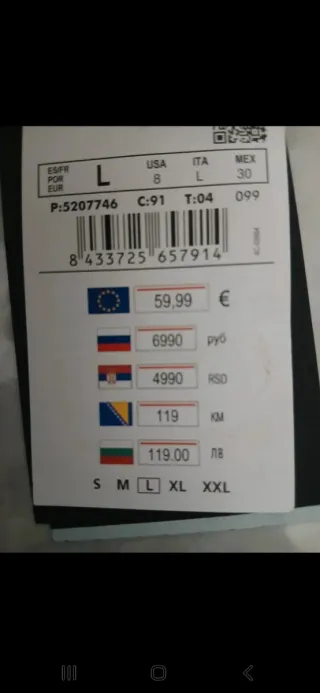 ES/FR POR EUR L USA 8 ITA L MEX 30
P:5207746 C:91 T:04 099
8 433725 657914
59,99 €
6990 руб
4990 RSD
119 KM
119.00 ЛВ
S M L XL XXL